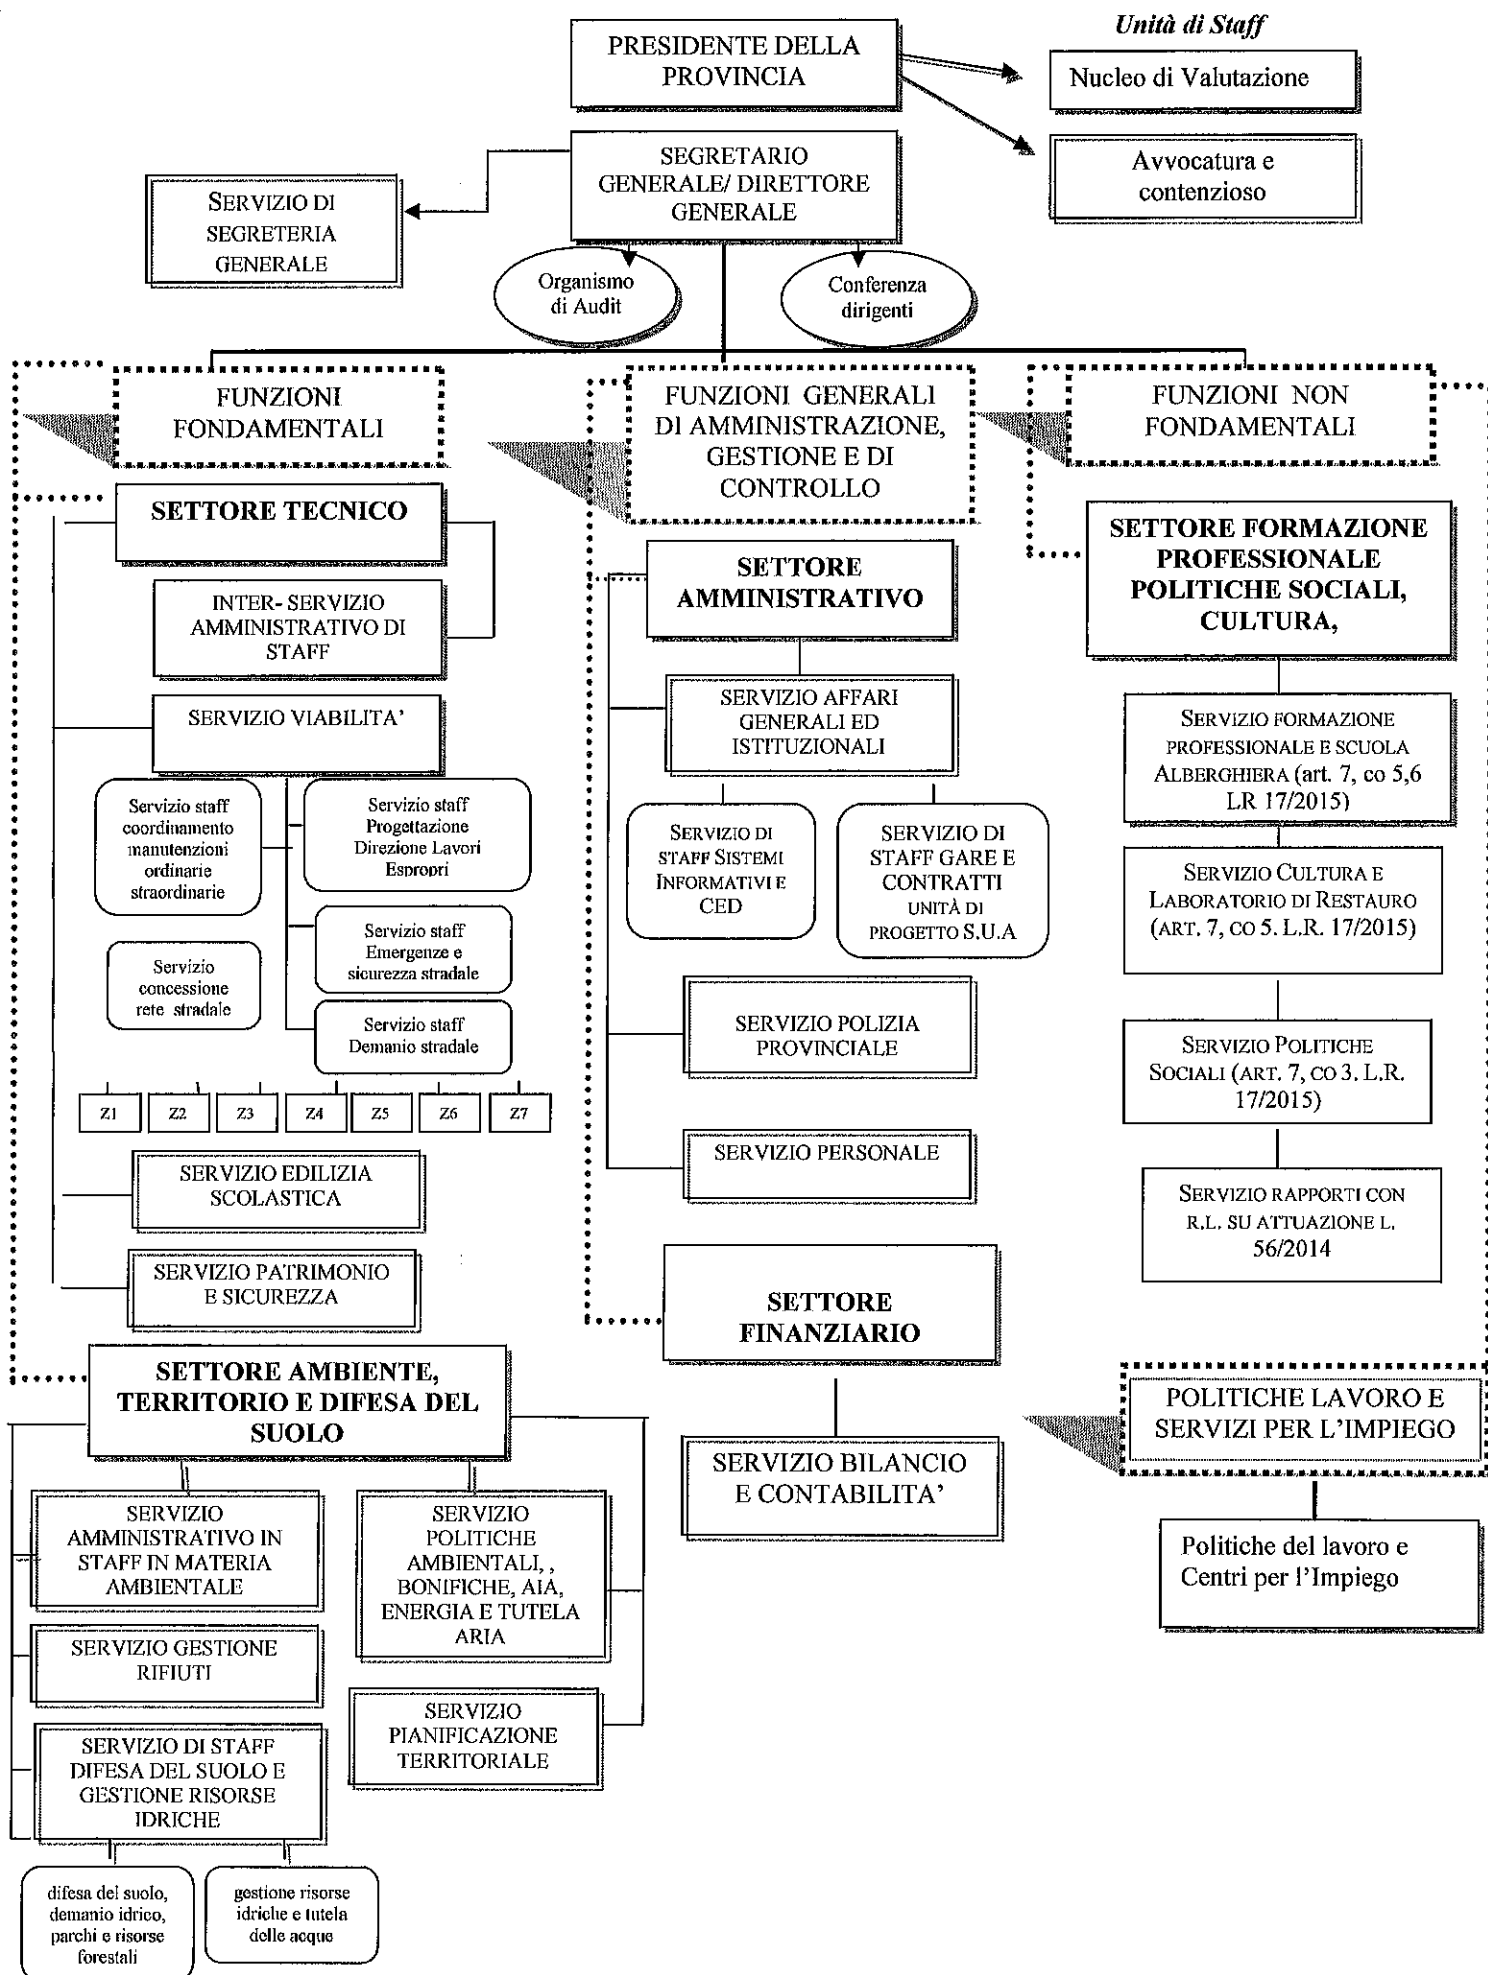 Unità di Staff
PRESIDENTE DELLA
PROVINCIA
Nucleo di Valutazione
Avvocatura e
contenzioso
SEGRETARIO
GENERALE/ DIRETTORE
GENERALE
SERVIZIO DI
SEGRETERIA
GENERALE
Organismo
di Audit
Conferenza
dirigenti
FUNZIONI
FONDAMENTALI
SETTORE TECNICO
INTER- SERVIZIO
AMMINISTRATIVO DI
STAFF
SERVIZIO VIABILITA’
Servizio staff
coordinamento
manutenzioni
ordinarie
straordinarie
Servizio staff
Progettazione
Direzione Lavori
Espropri
Servizio
concessione
rete stradale
Servizio staff
Emergenze e
sicurezza stradale
Servizio staff
Demanio stradale
Z1
Z2
Z3
Z4
Z5
Z6
Z7
SERVIZIO EDILIZIA
SCOLASTICA
SERVIZIO PATRIMONIO
E SICUREZZA
SETTORE AMBIENTE,
TERRITORIO E DIFESA DEL
SUOLO
SERVIZIO
AMMINISTRATIVO IN
STAFF IN MATERIA
AMBIENTALE
SERVIZIO GESTIONE
RIFIUTI
SERVIZIO DI STAFF
DIFESA DEL SUOLO E
GESTIONE RISORSE
IDRICHE
difesa del suolo,
demanio idrico,
parchi e risorse
forestali
gestione risorse
idriche e tutela
delle acque
SERVIZIO
POLITICHE
AMBIENTALI, ,
BONIFICHE, AIA,
ENERGIA E TUTELA
ARIA
SERVIZIO
PIANIFICAZIONE
TERRITORIALE
FUNZIONI GENERALI
DI AMMINISTRAZIONE,
GESTIONE E DI
CONTROLLO
SETTORE
AMMINISTRATIVO
SERVIZIO AFFARI
GENERALI ED
ISTITUZIONALI
SERVIZIO DI
STAFF SISTEMI
INFORMATIVI E
CED
SERVIZIO DI
STAFF GARE E
CONTRATTI
UNITÀ DI
PROGETTO S.U.A
SERVIZIO POLIZIA
PROVINCIALE
SERVIZIO PERSONALE
SETTORE
FINANZIARIO
SERVIZIO BILANCIO
E CONTABILITA’
FUNZIONI NON
FONDAMENTALI
SETTORE FORMAZIONE
PROFESSIONALE
POLITICHE SOCIALI,
CULTURA,
SERVIZIO FORMAZIONE
PROFESSIONALE E SCUOLA
ALBERGHIERA (art. 7, co 5,6
LR 17/2015)
SERVIZIO CULTURA E
LABORATORIO DI RESTAURO
(ART. 7, CO 5. L.R. 17/2015)
SERVIZIO POLITICHE
SOCIALI (ART. 7, CO 3. L.R.
17/2015)
SERVIZIO RAPPORTI CON
R.L. SU ATTUAZIONE L.
56/2014
POLITICHE LAVORO E
SERVIZI PER L’IMPIEGO
Politiche del lavoro e
Centri per l’Impiego